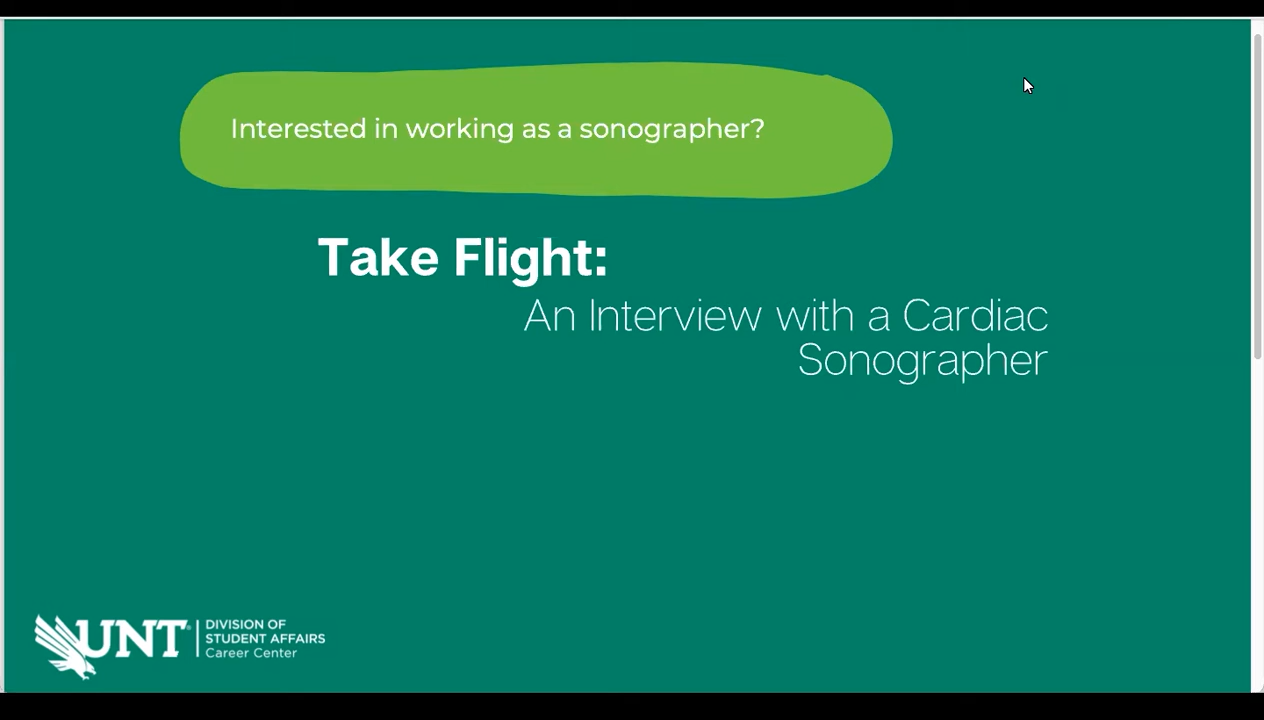 Interested in working as a sonographer?
Take Flight:
An Interview with a Cardiac
Sonographer
UNT
DIVISION OF
STUDENT AFFAIRS
Career Center